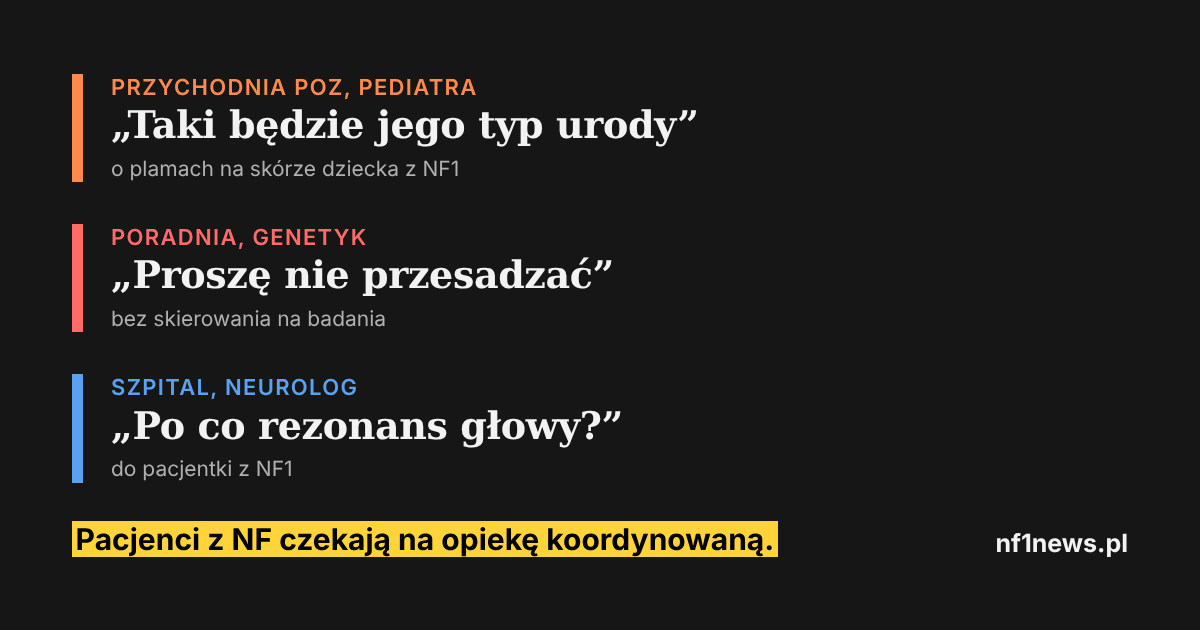 PRZYCHODNIA POZ, PEDIATRA
„Taki będzie jego typ urody”
o plamach na skórze dziecka z NF1
PORADNIA, GENETYK
„Proszę nie przesadzać”
bez skierowania na badania
SZPITAL, NEUROLOG
„Po co rezonans głowy?”
do pacjentki z NF1
Pacjenci z NF czekają na opiekę koordynowaną.
nf1news.pl